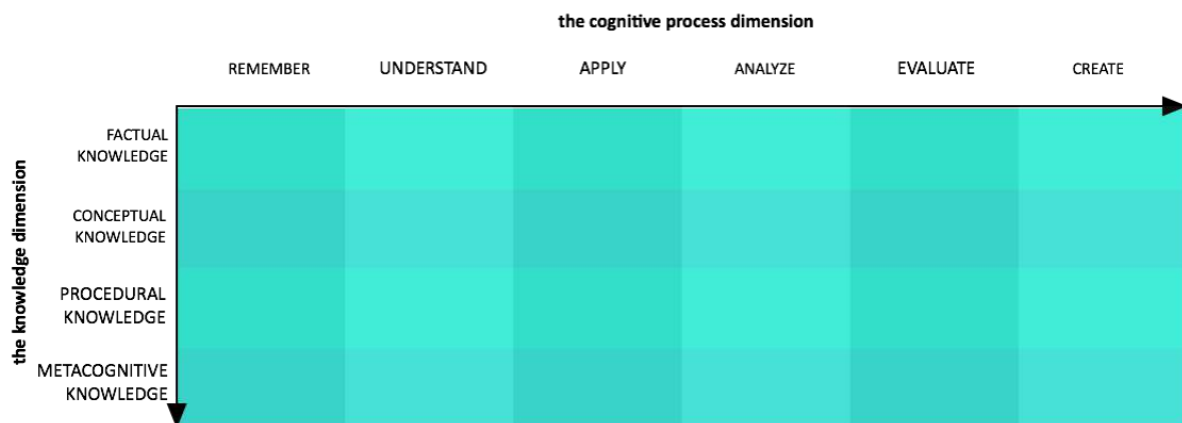 the cognitive process dimension
REMEMBER UNDERSTAND APPLY ANALYZE EVALUATE CREATE
the knowledge dimension
FACTUAL
KNOWLEDGE
CONCEPTUAL
KNOWLEDGE
PROCEDURAL
KNOWLEDGE
METACOGNITIVE
KNOWLEDGE